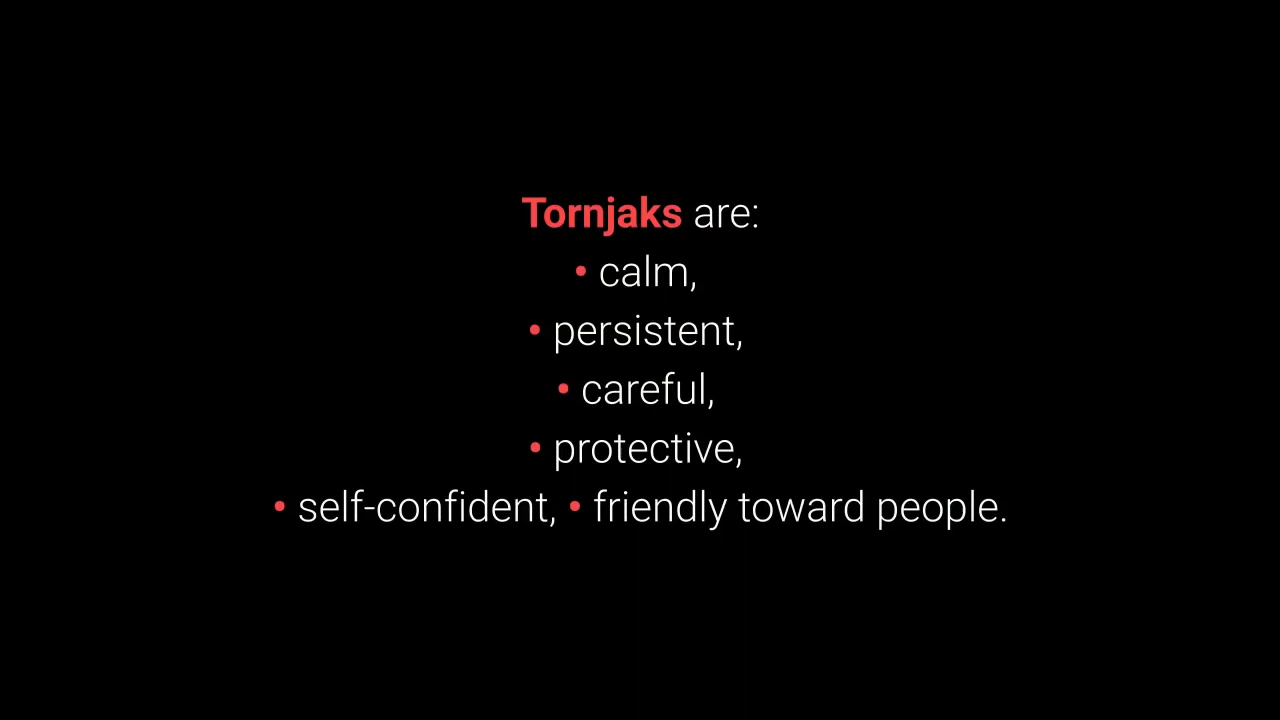 Tornjaks are:
• calm,
• persistent,
• careful,
• protective,
• self-confident, • friendly toward people.